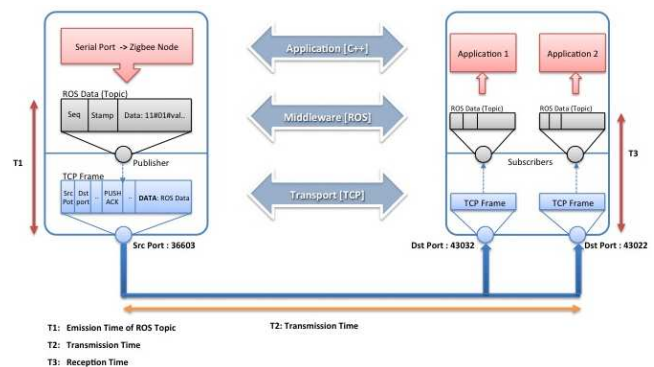 Serial Port -> Zigbee Node
ROS Data (Topic)
Seq
Stamp
Data: 11#01#val..
Publisher
TCP Frame
Src
Pot
Dst
port
..
PUSH
ACK
..
DATA: ROS Data
Src Port : 36603
T1
Application [C++]
Middleware [ROS]
Transport [TCP]
Application 1
Application 2
ROS Data (Topic)
ROS Data (Topic)
Subscribers
TCP Frame
TCP Frame
Dst Port : 43032
Dst Port : 43022
T3
T2: Transmission Time
T1: Emission Time of ROS Topic
T2: Transmission Time
T3: Reception Time